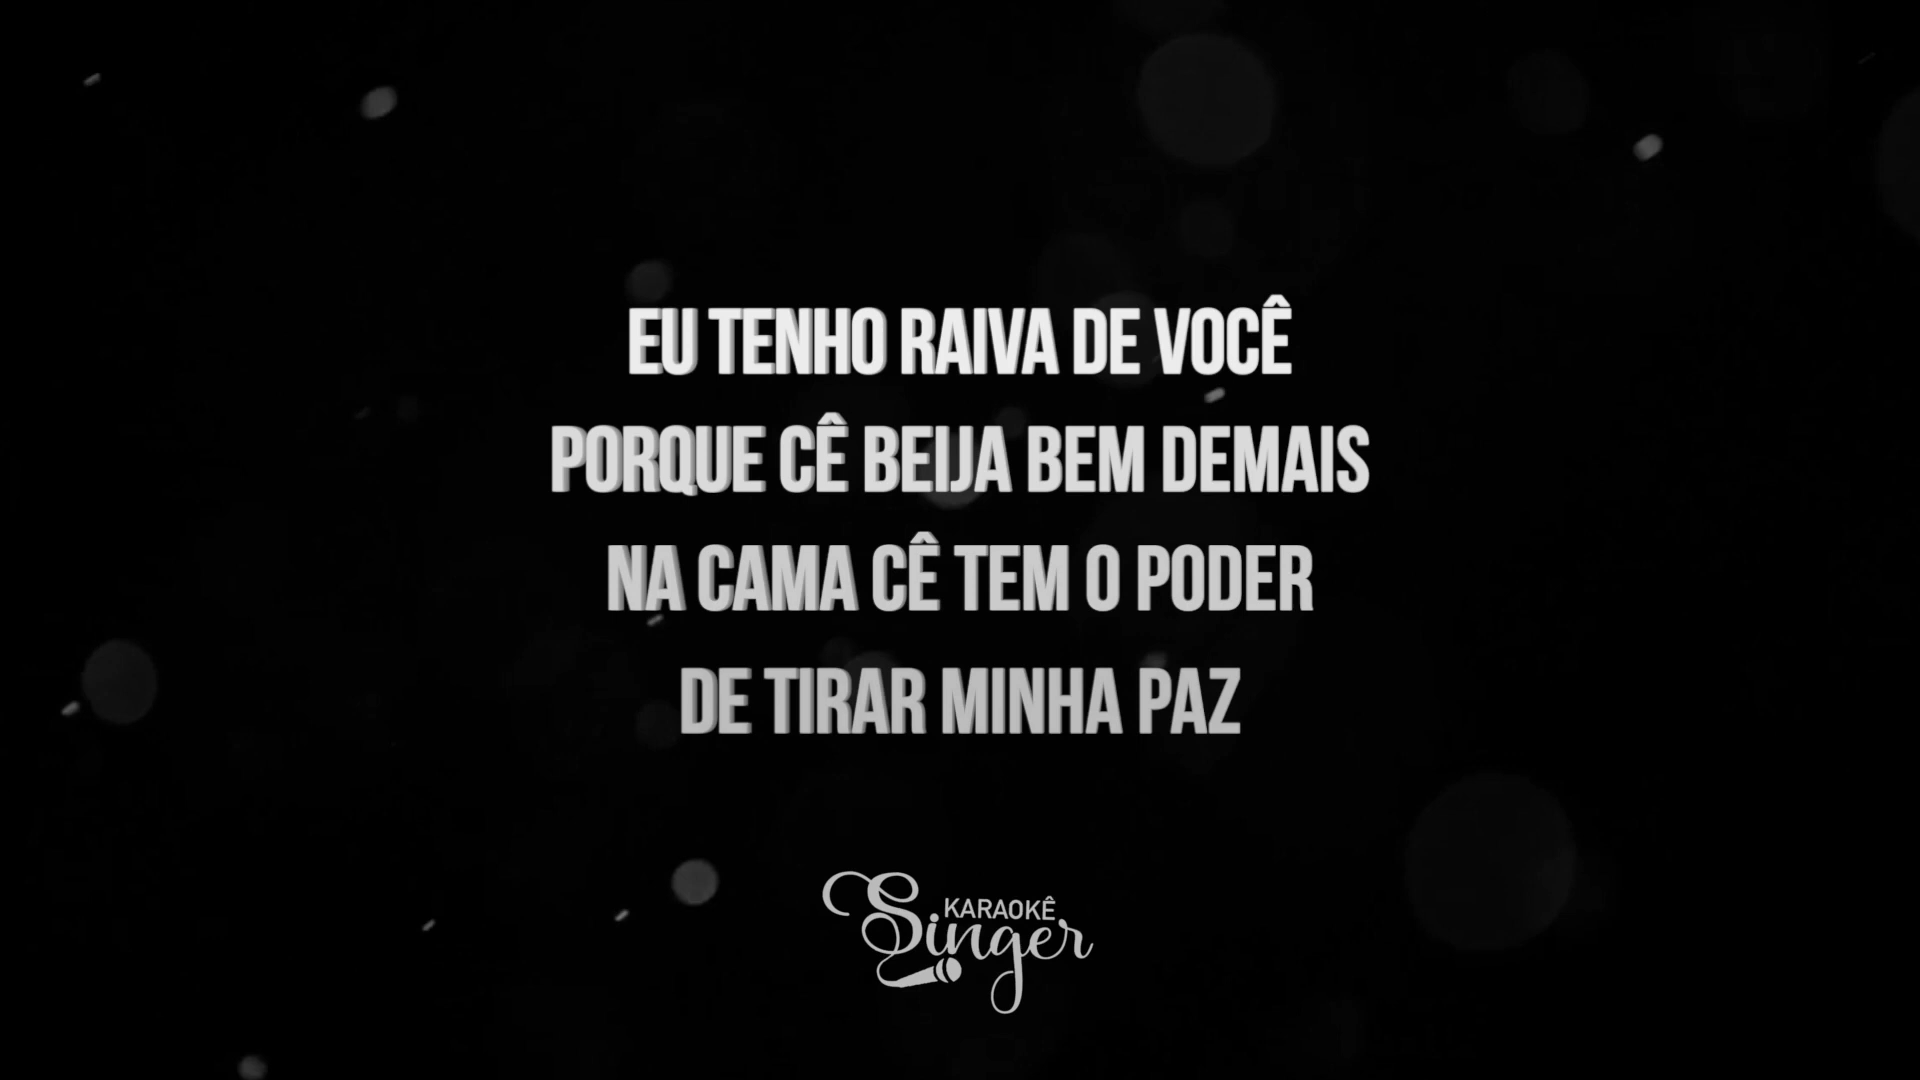 EU TENHO RAIVA DE VOCÊ
PORQUE CÊ BEIJA BEM DEMAIS
NA CAMA CÊ TEM O PODER
DE TIRAR MINHA PAZ
KARAOKÊ
Singer